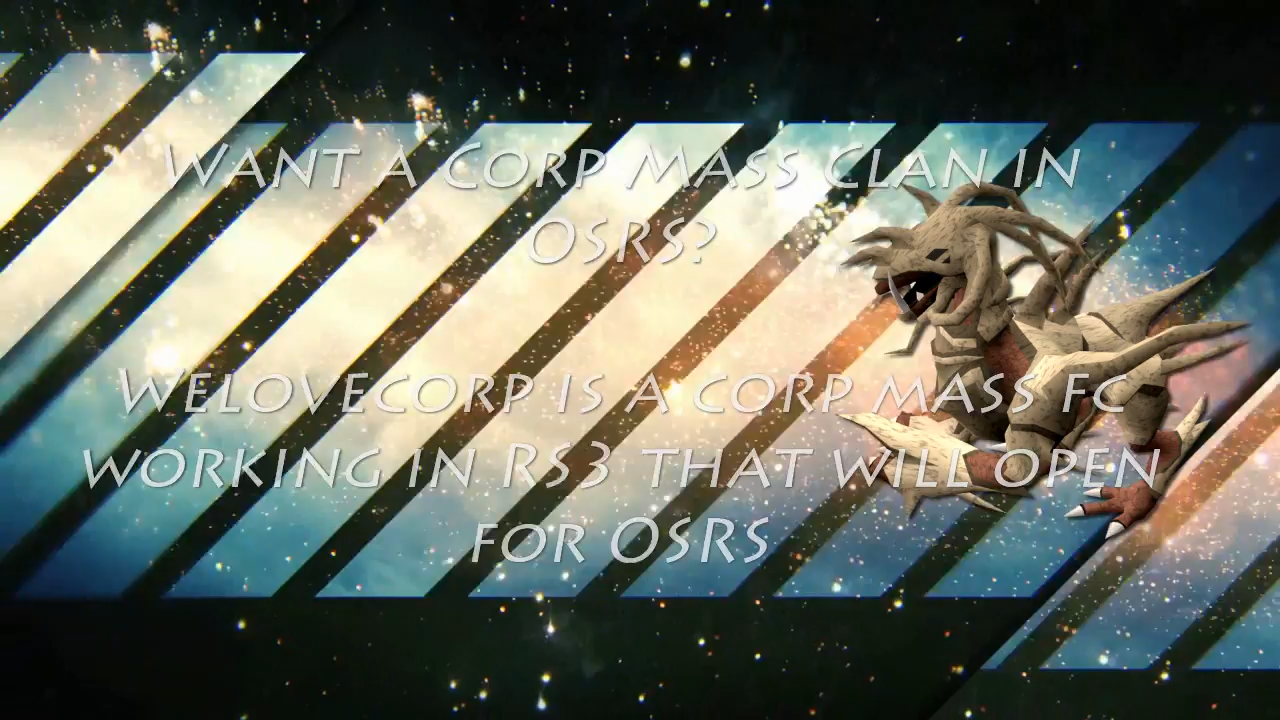 Want a Corp Mass Clan in
OSRS?
Welovecorp is a corp mass fc
working in RS3 that will open
for OSRS